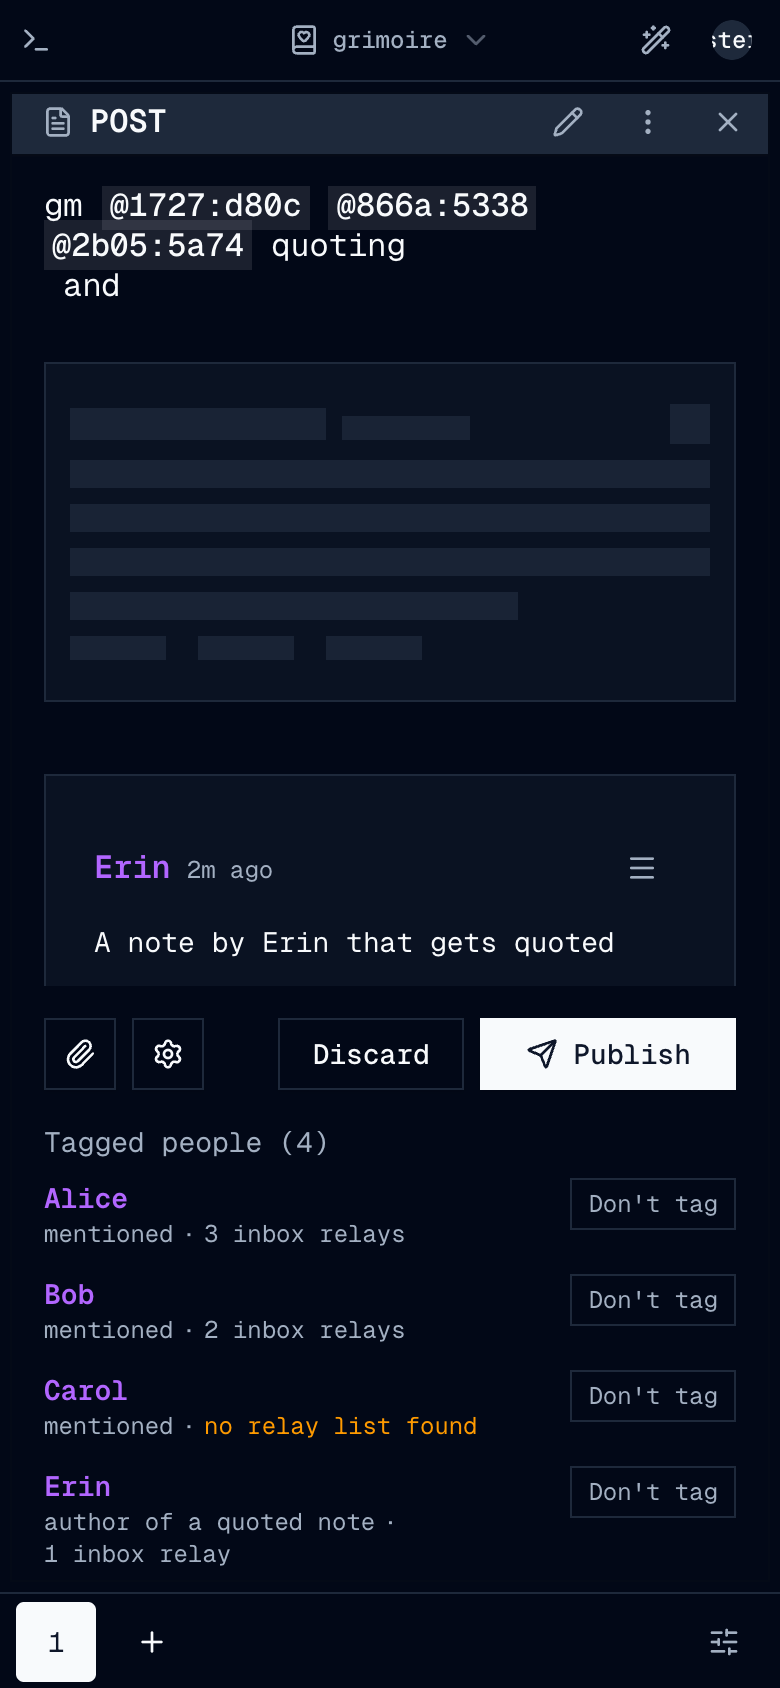 grimoire
ster
POST
gm @1727:d80c @866a:5338
@2b05:5a74 quoting
and
Erin 2m ago
A note by Erin that gets quoted
Discard
Publish
Tagged people (4)
Alice
Don't tag
mentioned · 3 inbox relays
Bob
Don't tag
mentioned · 2 inbox relays
Carol
Don't tag
mentioned · no relay list found
Erin
Don't tag
author of a quoted note ·
1 inbox relay
1